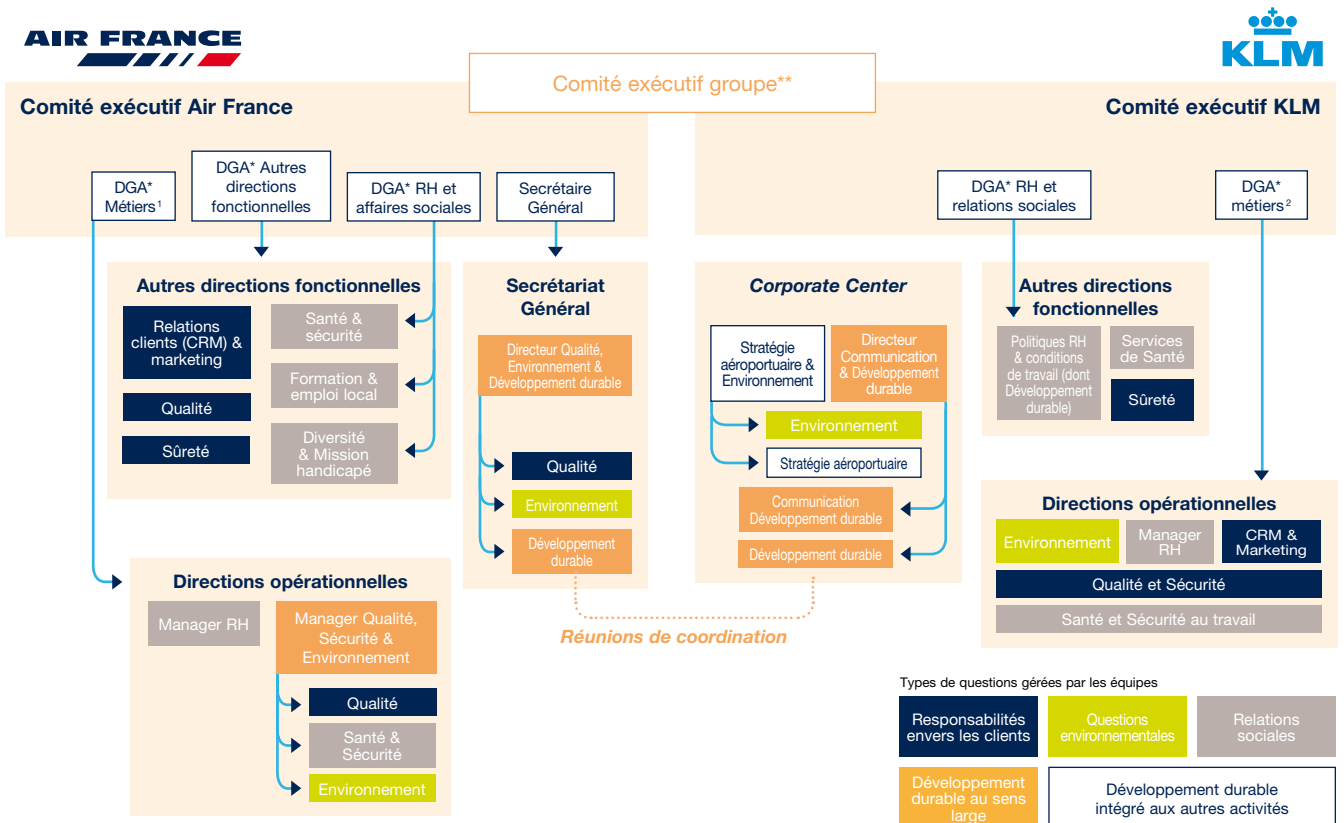 AIR FRANCE
KLM
Comité exécutif groupe**
Comité exécutif Air France
Comité exécutif KLM
DGA*
Métiers¹
DGA* Autres
directions
fonctionnelles
DGA* RH et
affaires sociales
Secrétaire
Général
DGA* RH et
relations sociales
DGA*
métiers²
Autres directions fonctionnelles
Relations
clients (CRM) &
marketing
Qualité
Sûreté
Santé &
sécurité
Formation &
emploi local
Diversité
& Mission
handicapé
Secrétariat
Général
Directeur Qualité,
Environnement &
Développement durable
Qualité
Environnement
Développement
durable
Corporate Center
Stratégie
aéroportuaire &
Environnement
Directeur
Communication
& Développement
durable
Environnement
Stratégie aéroportuaire
Communication
Développement durable
Développement durable
Autres directions
fonctionnelles
Politiques RH
& conditions
de travail (dont
Développement
durable)
Services
de Santé
Sûreté
Directions opérationnelles
Environnement
Manager
RH
CRM &
Marketing
Qualité et Sécurité
Santé et Sécurité au travail
Directions opérationnelles
Manager RH
Manager Qualité,
Sécurité &
Environnement
Qualité
Santé &
Sécurité
Environnement
Réunions de coordination
Types de questions gérées par les équipes
Responsabilités
envers les clients
Questions
environnementales
Relations
sociales
Développement
durable au sens
large
Développement durable
intégré aux autres activités